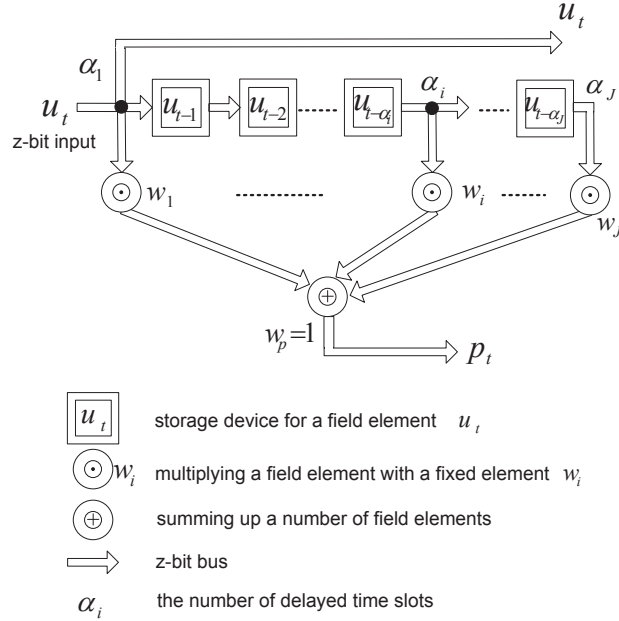 u_t
α_1
α_i
α_J
u_t
u_{t−1}
u_{t−2}
u_{t−α_i}
u_{t−α_J}
z-bit input
w_1
w_i
w_J
w_p=1
p_t
u_t storage device for a field element u_t
w_i multiplying a field element with a fixed element w_i
summing up a number of field elements
z-bit bus
α_i the number of delayed time slots